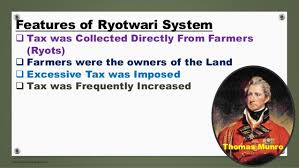 Features of Ryotwari System
❑ Tax was Collected Directly From Farmers
(Ryots)
❑ Farmers were the owners of the Land
❑ Excessive Tax was Imposed
❑ Tax was Frequently Increased
Thomas Munro